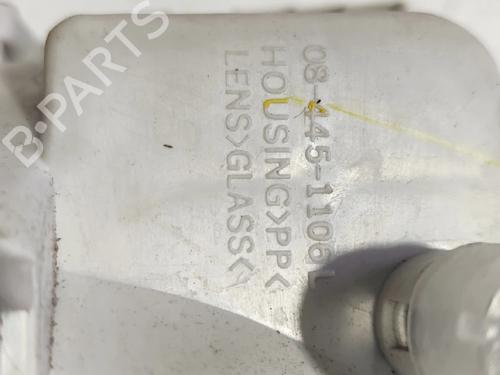 08-445-1106L
HOUSING>PP<
LENS>GLASS<
B-PARTS